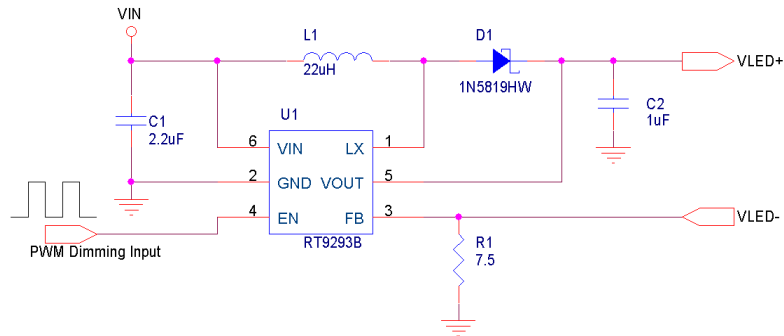 VIN
L1
22uH
D1
1N5819HW
VLED+
C1
2.2uF
C2
1uF
U1
6 VIN LX 1
2 GND VOUT 5
4 EN FB 3
RT9293B
PWM Dimming Input
R1
7.5
VLED-